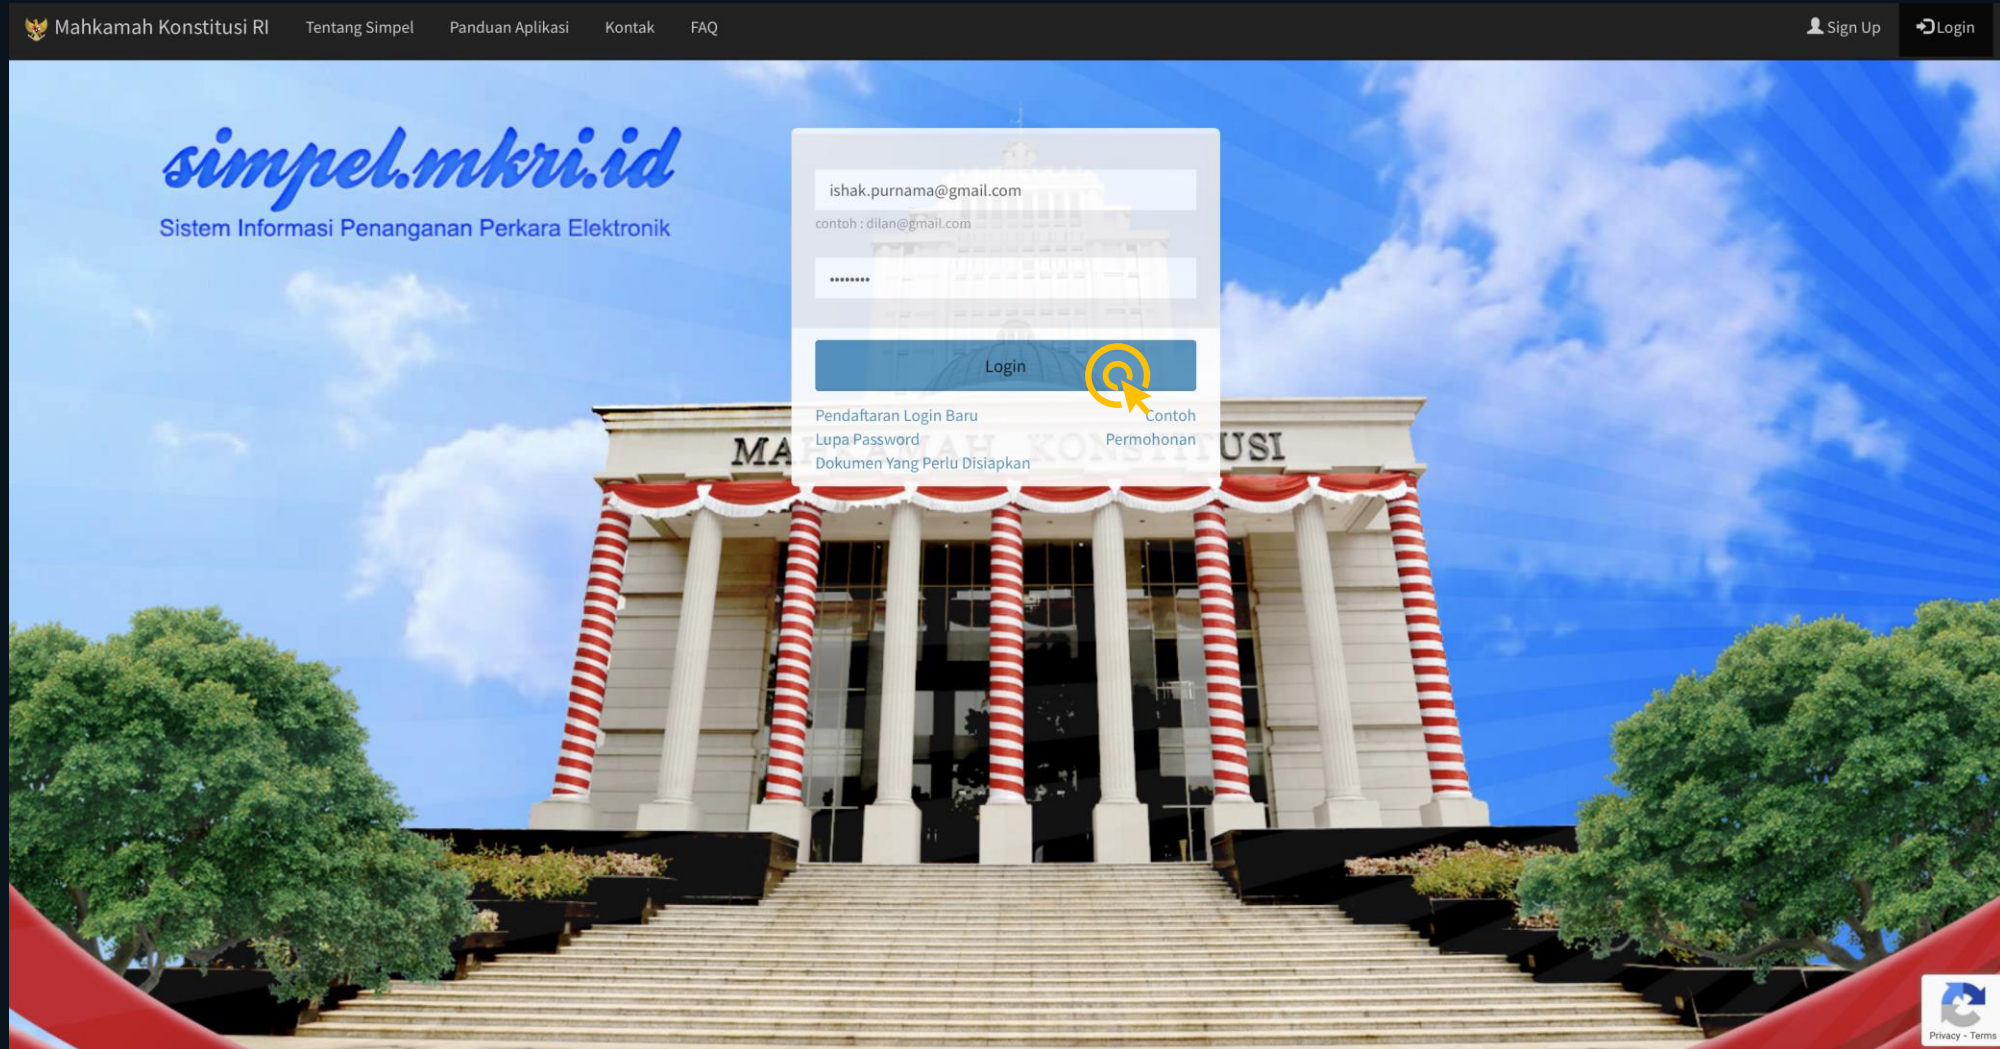 Mahkamah Konstitusi RI Tentang Simpel Panduan Aplikasi Kontak FAQ Sign Up Login
simpel.mkri.id
Sistem Informasi Penanganan Perkara Elektronik
ishak.purnama@gmail.com
contoh : dilan@gmail.com
••••••••
Login
Pendaftaran Login Baru
Lupa Password
Dokumen Yang Perlu Disiapkan
Contoh
Permohonan
MAHKAMAH KONSTITUSI
Privacy - Terms